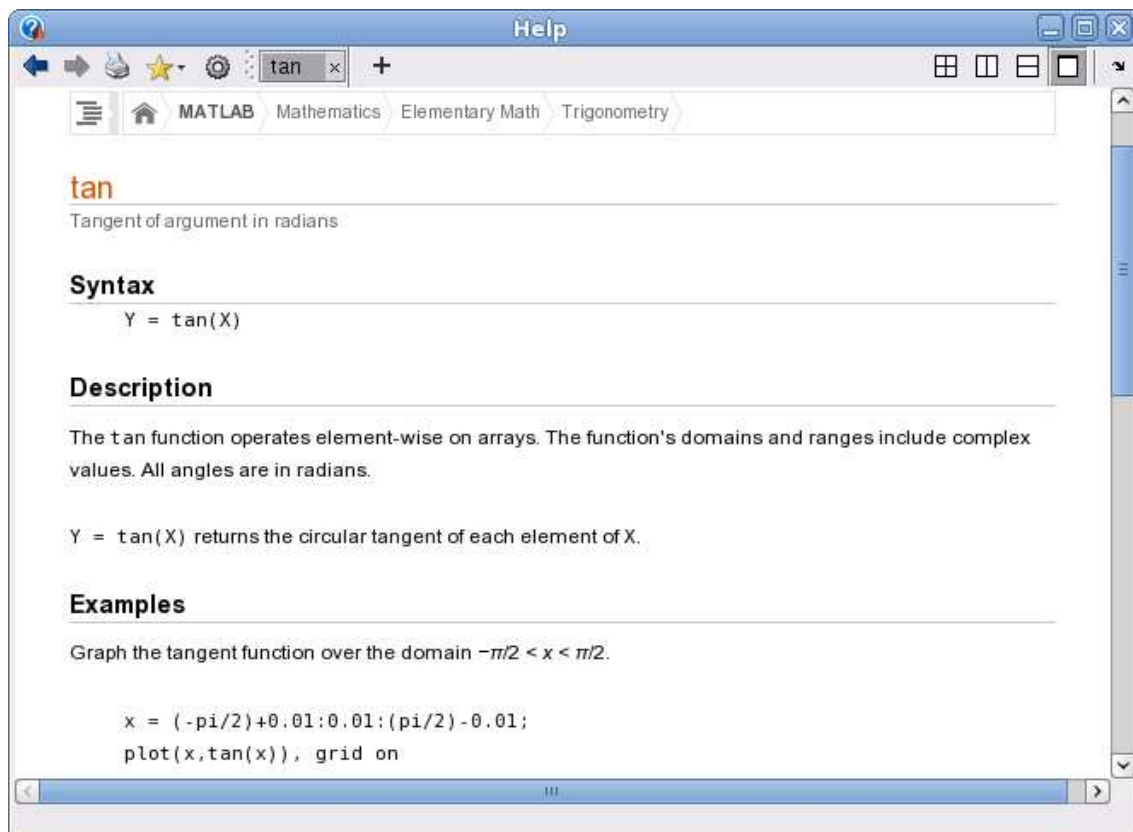 Help
tan
MATLAB Mathematics Elementary Math Trigonometry
tan
Tangent of argument in radians
Syntax
Y = tan(X)
Description
The tan function operates element-wise on arrays. The function's domains and ranges include complex
values. All angles are in radians.
Y = tan(X) returns the circular tangent of each element of X.
Examples
Graph the tangent function over the domain −π/2 < x < π/2.
x = (-pi/2)+0.01:0.01:(pi/2)-0.01;
plot(x,tan(x)), grid on